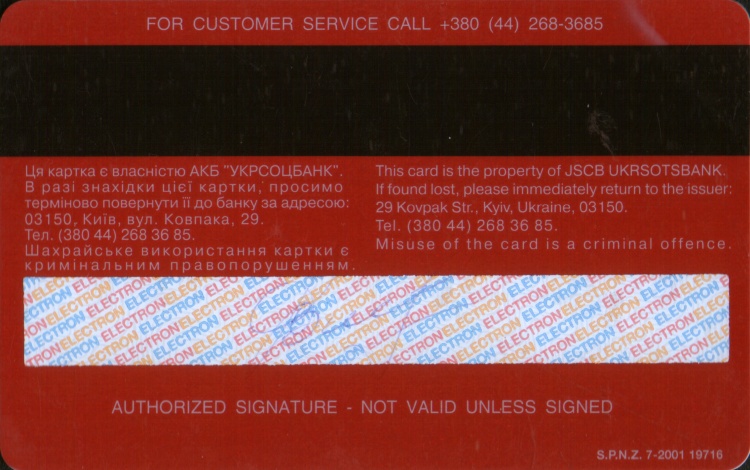 FOR CUSTOMER SERVICE CALL +380 (44) 268-3685
Ця картка є власністю АКБ "УКРСОЦБАНК".
В разі знахідки цієї картки, просимо
терміново повернути її до банку за адресою:
03150, Київ, вул. Ковпака, 29.
Тел. (380 44) 268 36 85.
Шахрайське використання картки є
кримінальним правопорушенням.
This card is the property of JSCB UKRSOTSBANK.
If found lost, please immediately return to the issuer:
29 Kovpak Str., Kyiv, Ukraine, 03150.
Tel. (380 44) 268 36 85.
Misuse of the card is a criminal offence.
ELECTRON ELECTRON ELECTRON ELECTRON ELECTRON
AUTHORIZED SIGNATURE - NOT VALID UNLESS SIGNED
S.P.N.Z. 7-2001 19716